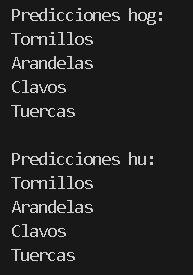 Predicciones hog:
Tornillos
Arandelas
Clavos
Tuercas

Predicciones hu:
Tornillos
Arandelas
Clavos
Tuercas